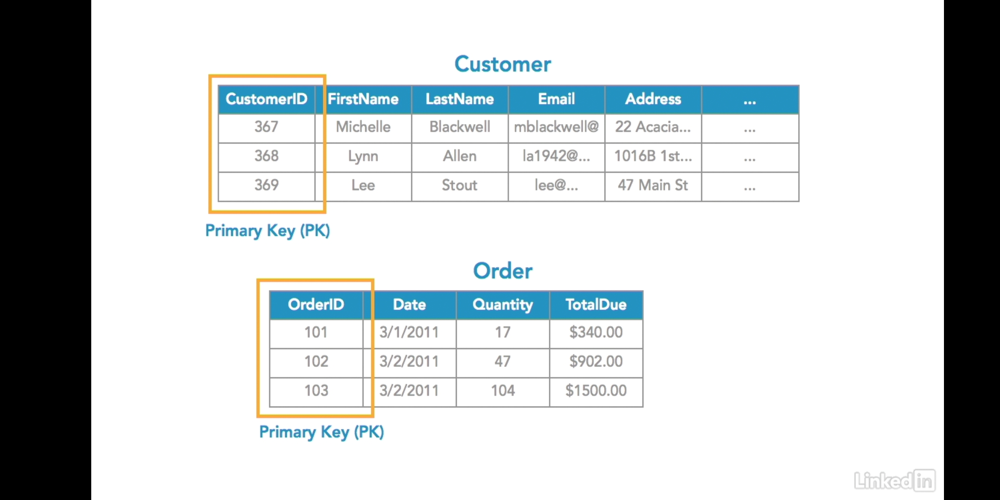 Customer
CustomerID FirstName LastName Email Address ...
367 Michelle Blackwell mblackwell@ 22 Acacia... ...
368 Lynn Allen la1942@... 1016B 1st... ...
369 Lee Stout lee@... 47 Main St ...
Primary Key (PK)
Order
OrderID Date Quantity TotalDue
101 3/1/2011 17 $340.00
102 3/2/2011 47 $902.00
103 3/2/2011 104 $1500.00
Primary Key (PK)
Linked in